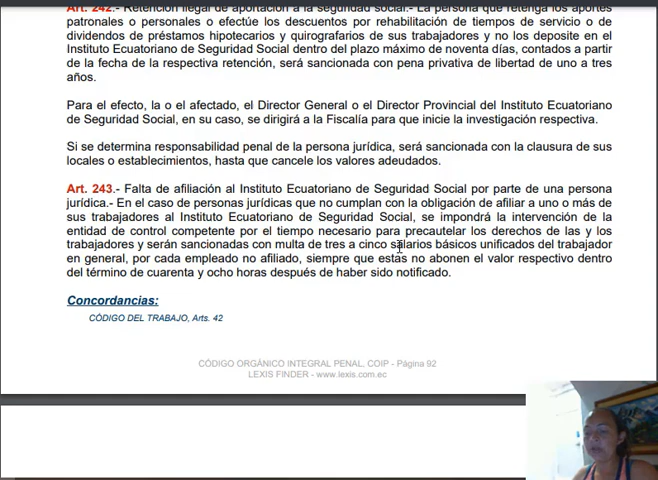 Art. 242.- Retención ilegal de aportación a la seguridad social.- La persona que retenga los aportes
patronales o personales o efectúe los descuentos por rehabilitación de tiempos de servicio o de
dividendos de préstamos hipotecarios y quirografarios de sus trabajadores y no los deposite en el
Instituto Ecuatoriano de Seguridad Social dentro del plazo máximo de noventa días, contados a partir
de la fecha de la respectiva retención, será sancionada con pena privativa de libertad de uno a tres
años.
Para el efecto, la o el afectado, el Director General o el Director Provincial del Instituto Ecuatoriano
de Seguridad Social, en su caso, se dirigirá a la Fiscalía para que inicie la investigación respectiva.
Si se determina responsabilidad penal de la persona jurídica, será sancionada con la clausura de sus
locales o establecimientos, hasta que cancele los valores adeudados.
Art. 243.- Falta de afiliación al Instituto Ecuatoriano de Seguridad Social por parte de una persona
jurídica.- En el caso de personas jurídicas que no cumplan con la obligación de afiliar a uno o más de
sus trabajadores al Instituto Ecuatoriano de Seguridad Social, se impondrá la intervención de la
entidad de control competente por el tiempo necesario para precautelar los derechos de las y los
trabajadores y serán sancionadas con multa de tres a cinco salarios básicos unificados del trabajador
en general, por cada empleado no afiliado, siempre que estas no abonen el valor respectivo dentro
del término de cuarenta y ocho horas después de haber sido notificado.
Concordancias:
CÓDIGO DEL TRABAJO, Arts. 42
CÓDIGO ORGÁNICO INTEGRAL PENAL, COIP - Página 92
LEXIS FINDER - www.lexis.com.ec